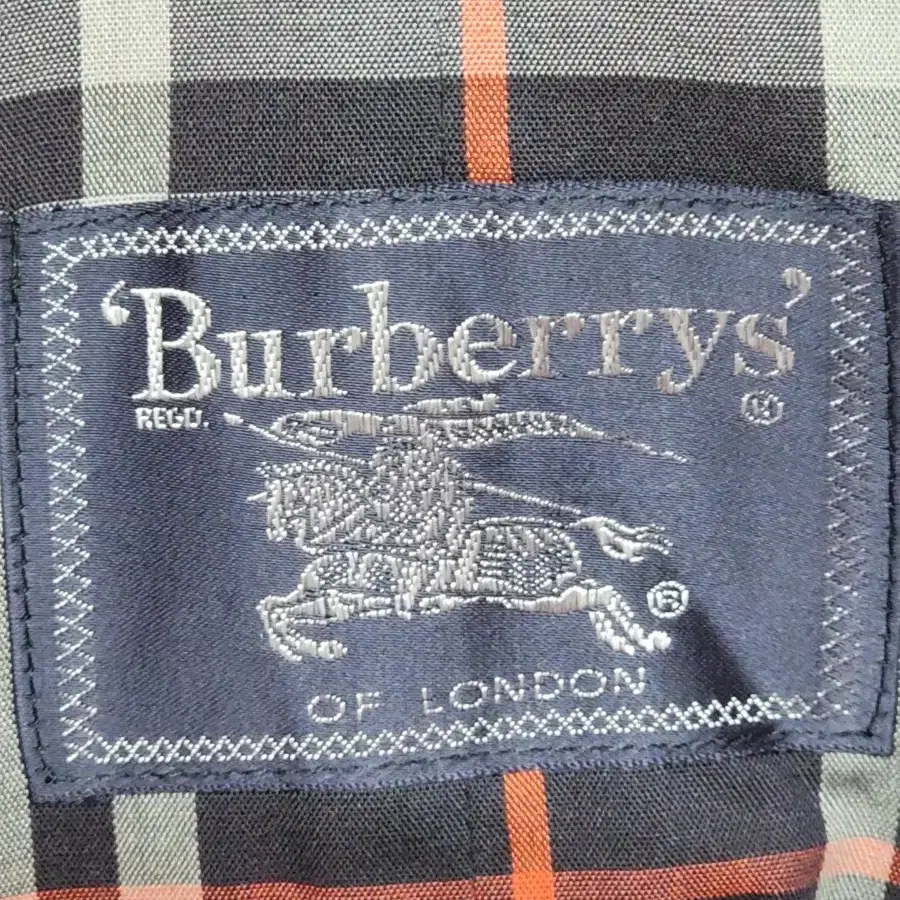 'Burberrys'
REGD. ®
®
OF LONDON